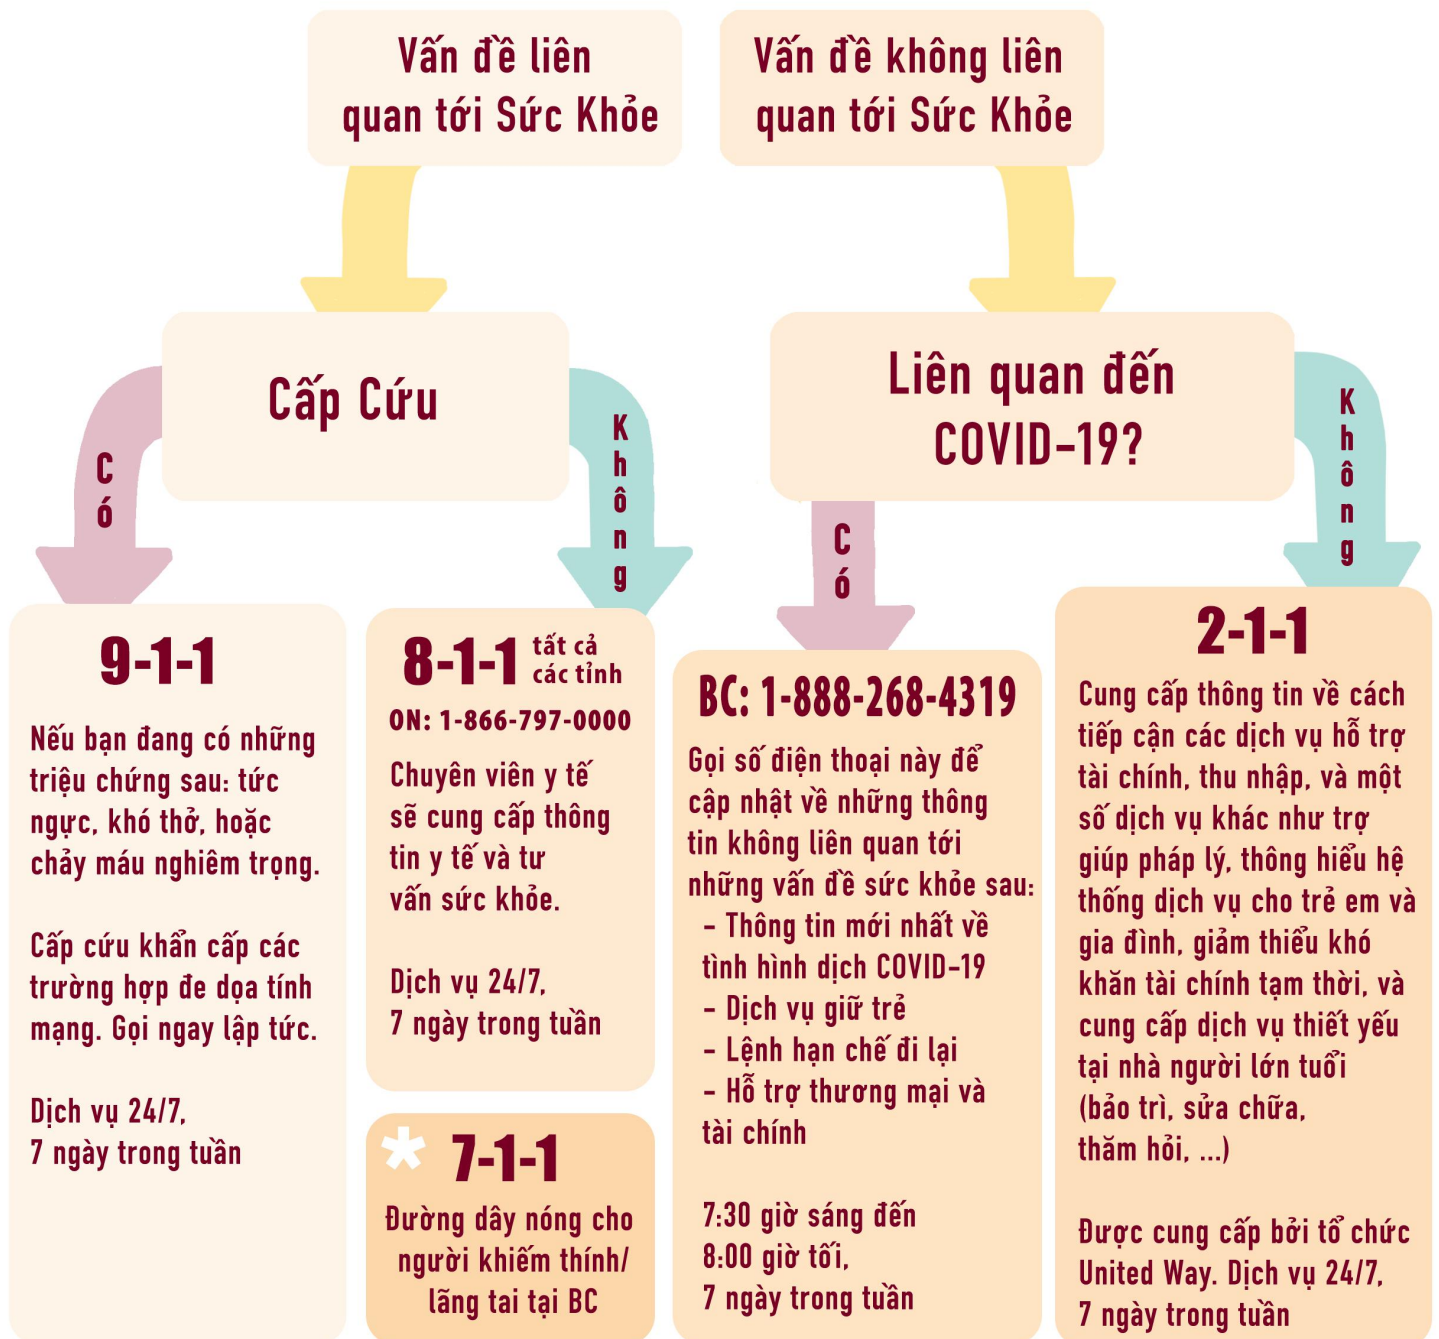 Vấn đề liên
quan tới Sức Khỏe
Vấn đề không liên
quan tới Sức Khỏe
Cấp Cứu
Liên quan đến
COVID-19?
Có
Không
Có
Không
9-1-1
Nếu bạn đang có những
triệu chứng sau: tức
ngực, khó thở, hoặc
chảy máu nghiêm trọng.
Cấp cứu khẩn cấp các
trường hợp đe dọa tính
mạng. Gọi ngay lập tức.
Dịch vụ 24/7,
7 ngày trong tuần
8-1-1 tất cả
các tỉnh
ON: 1-866-797-0000
Chuyên viên y tế
sẽ cung cấp thông
tin y tế và tư
vấn sức khỏe.
Dịch vụ 24/7,
7 ngày trong tuần
* 7-1-1
Đường dây nóng cho
người khiếm thính/
lãng tai tại BC
BC: 1-888-268-4319
Gọi số điện thoại này để
cập nhật về những thông
tin không liên quan tới
những vấn đề sức khỏe sau:
- Thông tin mới nhất về
tình hình dịch COVID-19
- Dịch vụ giữ trẻ
- Lệnh hạn chế đi lại
- Hỗ trợ thương mại và
tài chính
7:30 giờ sáng đến
8:00 giờ tối,
7 ngày trong tuần
2-1-1
Cung cấp thông tin về cách
tiếp cận các dịch vụ hỗ trợ
tài chính, thu nhập, và một
số dịch vụ khác như trợ
giúp pháp lý, thông hiểu hệ
thống dịch vụ cho trẻ em và
gia đình, giảm thiểu khó
khăn tài chính tạm thời, và
cung cấp dịch vụ thiết yếu
tại nhà người lớn tuổi
(bảo trì, sửa chữa,
thăm hỏi, ...)
Được cung cấp bởi tổ chức
United Way. Dịch vụ 24/7,
7 ngày trong tuần